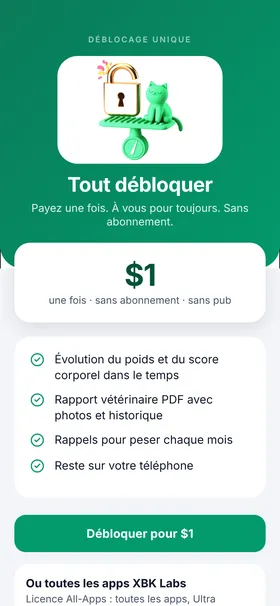 DÉBLOCAGE UNIQUE
Tout débloquer
Payez une fois. À vous pour toujours. Sans
abonnement.
$1
une fois · sans abonnement · sans pub
Évolution du poids et du score
corporel dans le temps
Rapport vétérinaire PDF avec
photos et historique
Rappels pour peser chaque mois
Reste sur votre téléphone
Débloquer pour $1
Ou toutes les apps XBK Labs
Licence All-Apps : toutes les apps, Ultra